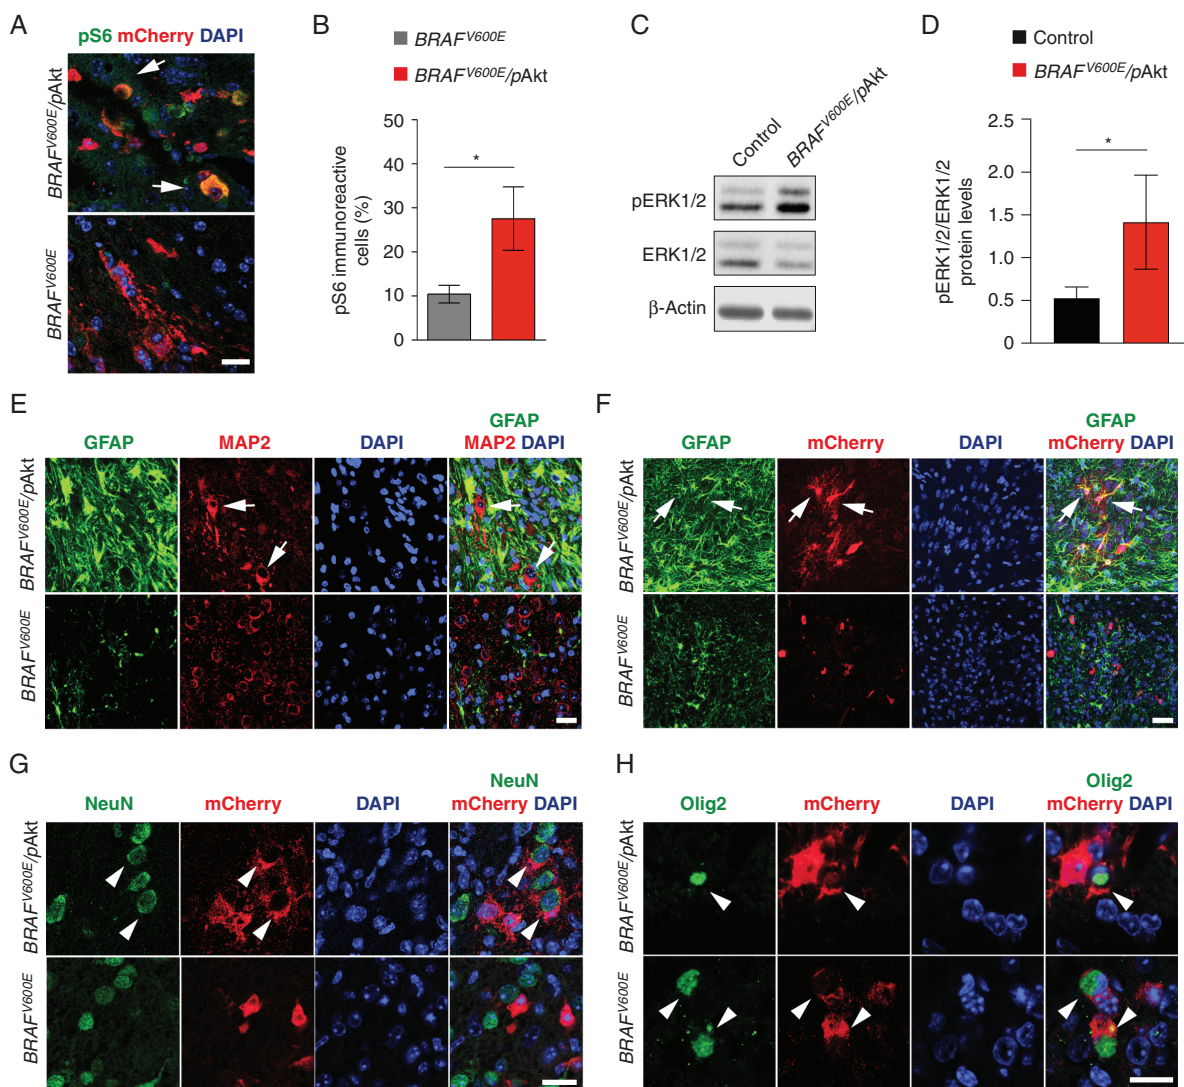 A
pS6 mCherry DAPI
BRAFV600E/pAkt
BRAFV600E
B
BRAFV600E
BRAFV600E/pAkt
pS6 immunoreactive
cells (%)
50
40
30
20
10
0
*
C
Control
BRAFV600E/pAkt
pERK1/2
ERK1/2
β-Actin
D
Control
BRAFV600E/pAkt
pERK1/2/ERK1/2
protein levels
2.5
2.0
1.5
1.0
0.5
0
*
E
GFAP
MAP2
DAPI
GFAP
MAP2 DAPI
BRAFV600E/pAkt
BRAFV600E
F
GFAP
mCherry
DAPI
GFAP
mCherry DAPI
BRAFV600E/pAkt
BRAFV600E
G
NeuN
mCherry
DAPI
NeuN
mCherry DAPI
BRAFV600E/pAkt
BRAFV600E
H
Olig2
mCherry
DAPI
Olig2
mCherry DAPI
BRAFV600E/pAkt
BRAFV600E